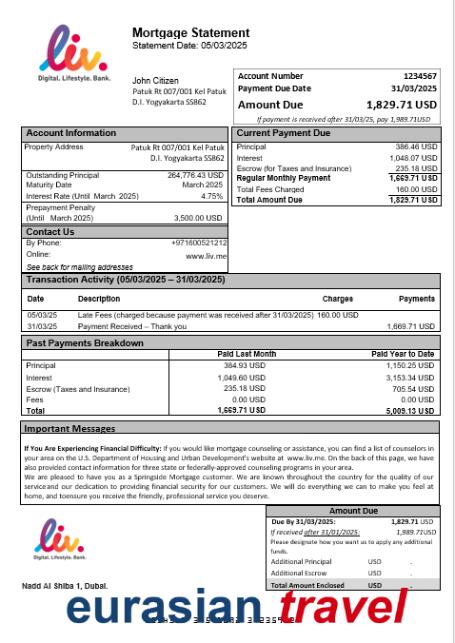 liv.
Digital. Lifestyle. Bank.
Mortgage Statement
Statement Date: 05/03/2025
John Citizen
Patuk Rt 007/001 Kel Patuk
D.I. Yogyakarta SS862
Account Number 1234567
Payment Due Date 31/03/2025
Amount Due 1,829.71 USD
If payment is received after 31/03/25, pay 1,989.71USD
Account Information
Property Address Patuk Rt 007/001 Kel Patuk
D.I. Yogyakarta SS862
Outstanding Principal 264,776.43 USD
Maturity Date March 2025
Interest Rate (Until March 2025) 4.75%
Prepayment Penalty
(Until March 2025) 3,500.00 USD
Contact Us
By Phone: +971600521212
Online: www.liv.me
See back for mailing addresses
Current Payment Due
Principal 386.46 USD
Interest 1,048.07 USD
Escrow (for Taxes and Insurance) 235.18 USD
Regular Monthly Payment 1,669.71 USD
Total Fees Charged 160.00 USD
Total Amount Due 1,829.71 USD
Transaction Activity (05/03/2025 – 31/03/2025)
Date Description Charges Payments
05/03/25 Late Fees (charged because payment was received after 31/03/2025) 160.00 USD
31/03/25 Payment Received – Thank you 1,669.71 USD
Past Payments Breakdown
Paid Last Month Paid Year to Date
Principal 384.93 USD 1,150.25 USD
Interest 1,049.60 USD 3,153.34 USD
Escrow (Taxes and Insurance) 235.18 USD 705.54 USD
Fees 0.00 USD 0.00 USD
Total 1,669.71 USD 5,009.13 USD
Important Messages
If You Are Experiencing Financial Difficulty: If you would like mortgage counseling or assistance, you can find a list of counselors in
your area on the U.S. Department of Housing and Urban Development's website at www.liv.me. On the back of this page, we have
also provided contact information for three state or federally-approved counseling programs in your area.
We are pleased to have you as a Springside Mortgage customer. We are known throughout the country for the quality of our
service and our dedication to providing financial security for our customers. We will do everything we can to make you feel at
home, and toensure you receive the friendly, professional service you deserve.
liv.
Digital. Lifestyle. Bank.
Nadd Al Shiba 1, Dubai.
Amount Due
Due By 31/03/2025: 1,829.71 USD
If received after 31/01/2025: 1,989.71USD
Please designate how you want us to apply any additional
funds.
Additional Principal USD .
Additional Escrow USD .
Total Amount Enclosed USD .
eurasian travel